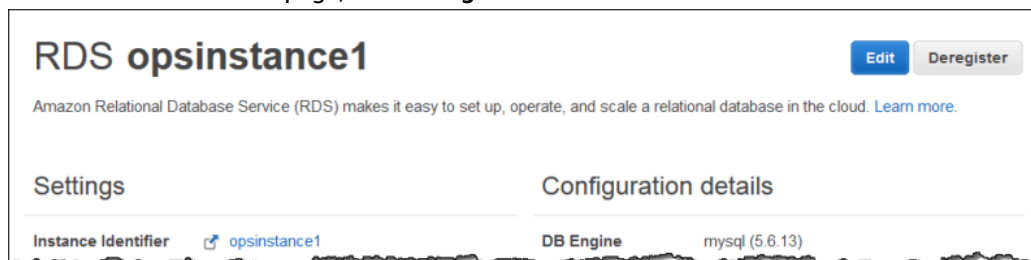 RDS opsinstance1
Edit
Deregister
Amazon Relational Database Service (RDS) makes it easy to set up, operate, and scale a relational database in the cloud. Learn more.
Settings
Configuration details
Instance Identifier opsinstance1
DB Engine mysql (5.6.13)